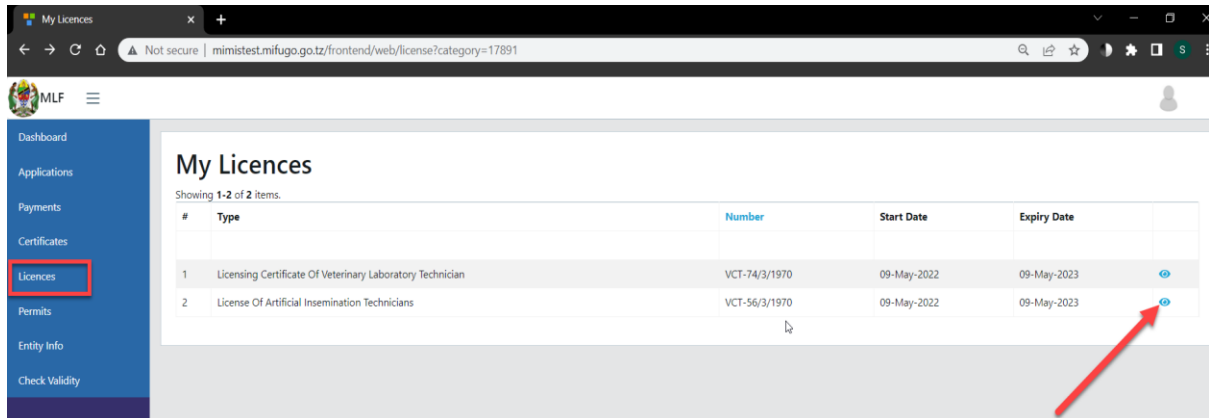 My Licences
Not secure | mimistest.mifugo.go.tz/frontend/web/license?category=17891
S
MLF
Dashboard
Applications
Payments
Certificates
Licences
Permits
Entity Info
Check Validity
My Licences
Showing 1-2 of 2 items.
# Type Number Start Date Expiry Date
1 Licensing Certificate Of Veterinary Laboratory Technician VCT-74/3/1970 09-May-2022 09-May-2023
2 License Of Artificial Insemination Technicians VCT-56/3/1970 09-May-2022 09-May-2023